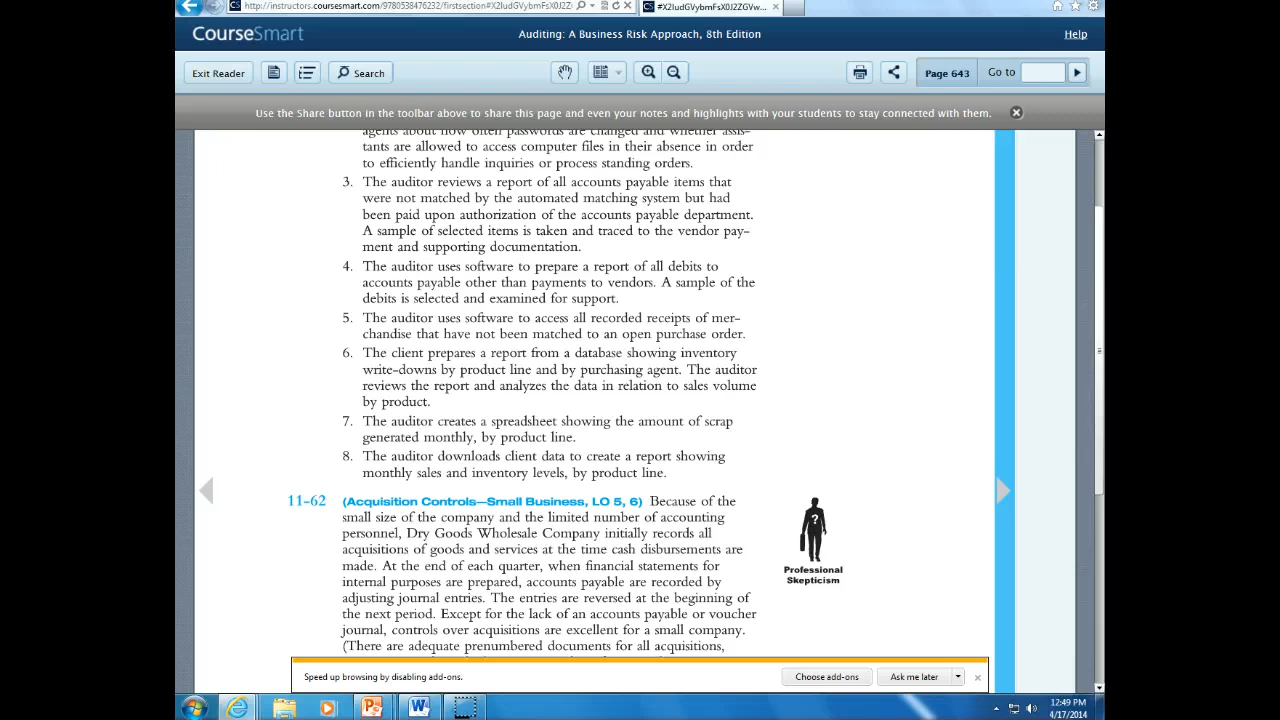 http://instructors.coursesmart.com/9780538476232/firstsection#X2ludGVybmFsX0J2ZG
#X2ludGVybmFsX0J2ZGVw...
CourseSmart
Auditing: A Business Risk Approach, 8th Edition
Help
Exit Reader
Search
Page 643
Go to
Use the Share button in the toolbar above to share this page and even your notes and highlights with your students to stay connected with them.
agents about how often passwords are changed and whether assis-
tants are allowed to access computer files in their absence in order
to efficiently handle inquiries or process standing orders.
3. The auditor reviews a report of all accounts payable items that
were not matched by the automated matching system but had
been paid upon authorization of the accounts payable department.
A sample of selected items is taken and traced to the vendor pay-
ment and supporting documentation.
4. The auditor uses software to prepare a report of all debits to
accounts payable other than payments to vendors. A sample of the
debits is selected and examined for support.
5. The auditor uses software to access all recorded receipts of mer-
chandise that have not been matched to an open purchase order.
6. The client prepares a report from a database showing inventory
write-downs by product line and by purchasing agent. The auditor
reviews the report and analyzes the data in relation to sales volume
by product.
7. The auditor creates a spreadsheet showing the amount of scrap
generated monthly, by product line.
8. The auditor downloads client data to create a report showing
monthly sales and inventory levels, by product line.
11-62 (Acquisition Controls—Small Business, LO 5, 6) Because of the
small size of the company and the limited number of accounting
personnel, Dry Goods Wholesale Company initially records all
acquisitions of goods and services at the time cash disbursements are
made. At the end of each quarter, when financial statements for
internal purposes are prepared, accounts payable are recorded by
adjusting journal entries. The entries are reversed at the beginning of
the next period. Except for the lack of an accounts payable or voucher
journal, controls over acquisitions are excellent for a small company.
(There are adequate prenumbered documents for all acquisitions,
?
Professional
Skepticism
Speed up browsing by disabling add-ons.
Choose add-ons
Ask me later
12:49 PM
4/17/2014